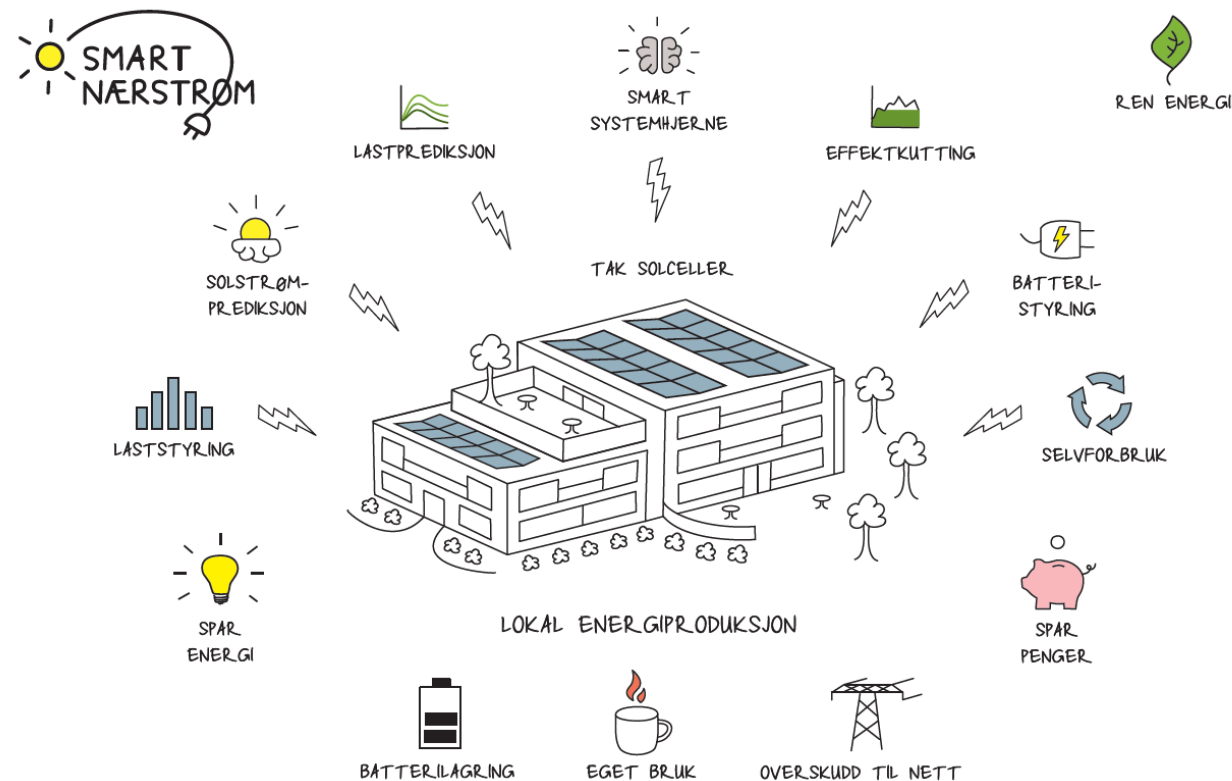 SMART
NÆRSTRØM
SMART
SYSTEMHJERNE
REN ENERGI
LASTPREDIKSJON
EFFEKTKUTTING
SOLSTRØM-
PREDIKSJON
TAK SOLCELLER
BATTERI-
STYRING
LASTSTYRING
SELVFORBRUK
SPAR
ENERGI
LOKAL ENERGIPRODUKSJON
SPAR
PENGER
BATTERILAGRING
EGET BRUK
OVERSKUDD TIL NETT